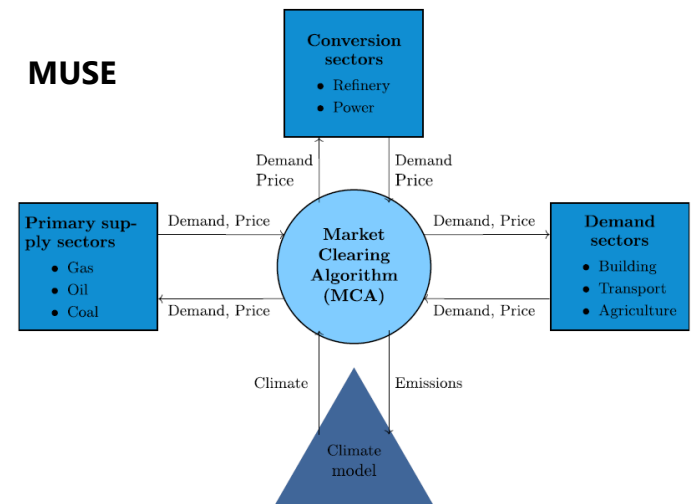 MUSE
Conversion
sectors
• Refinery
• Power
Demand
Price
Demand
Price
Primary sup-
ply sectors
• Gas
• Oil
• Coal
Demand, Price
Demand, Price
Market
Clearing
Algorithm
(MCA)
Demand, Price
Demand, Price
Demand
sectors
• Building
• Transport
• Agriculture
Climate
Emissions
Climate
model